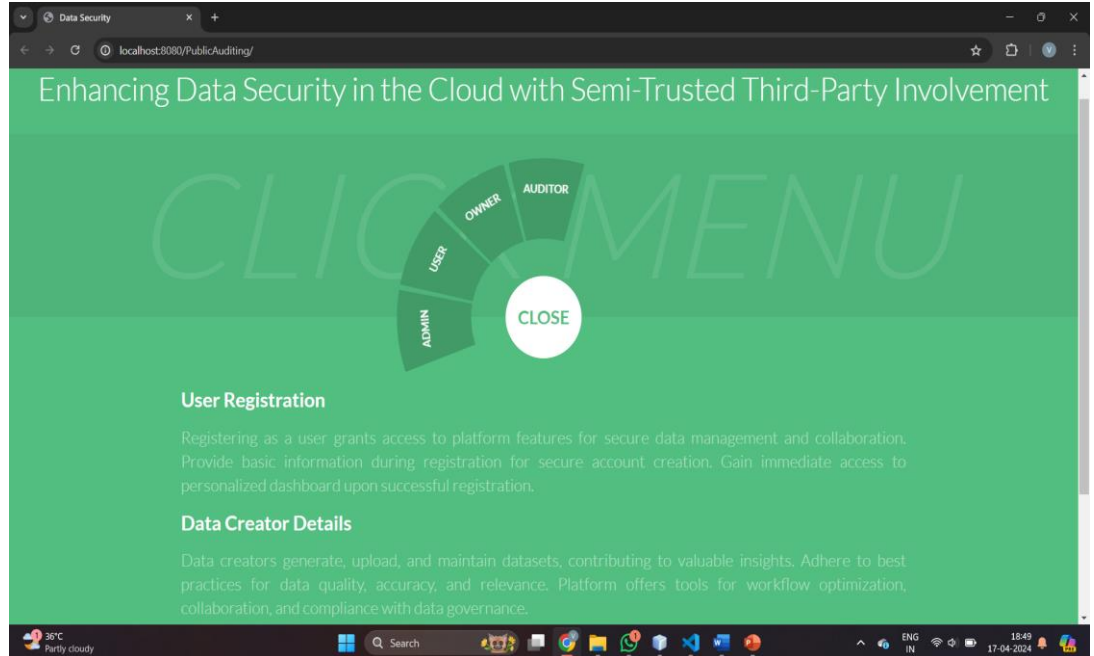 Data Security
localhost:8080/PublicAuditing/
V
Enhancing Data Security in the Cloud with Semi-Trusted Third-Party Involvement
CLICK MENU
AUDITOR
OWNER
USER
ADMIN
CLOSE
User Registration
Registering as a user grants access to platform features for secure data management and collaboration.
Provide basic information during registration for secure account creation. Gain immediate access to
personalized dashboard upon successful registration.
Data Creator Details
Data creators generate, upload, and maintain datasets, contributing to valuable insights. Adhere to best
practices for data quality, accuracy, and relevance. Platform offers tools for workflow optimization,
collaboration, and compliance with data governance.
36°C
Partly cloudy
Search
ENG
IN
18:49
17-04-2024